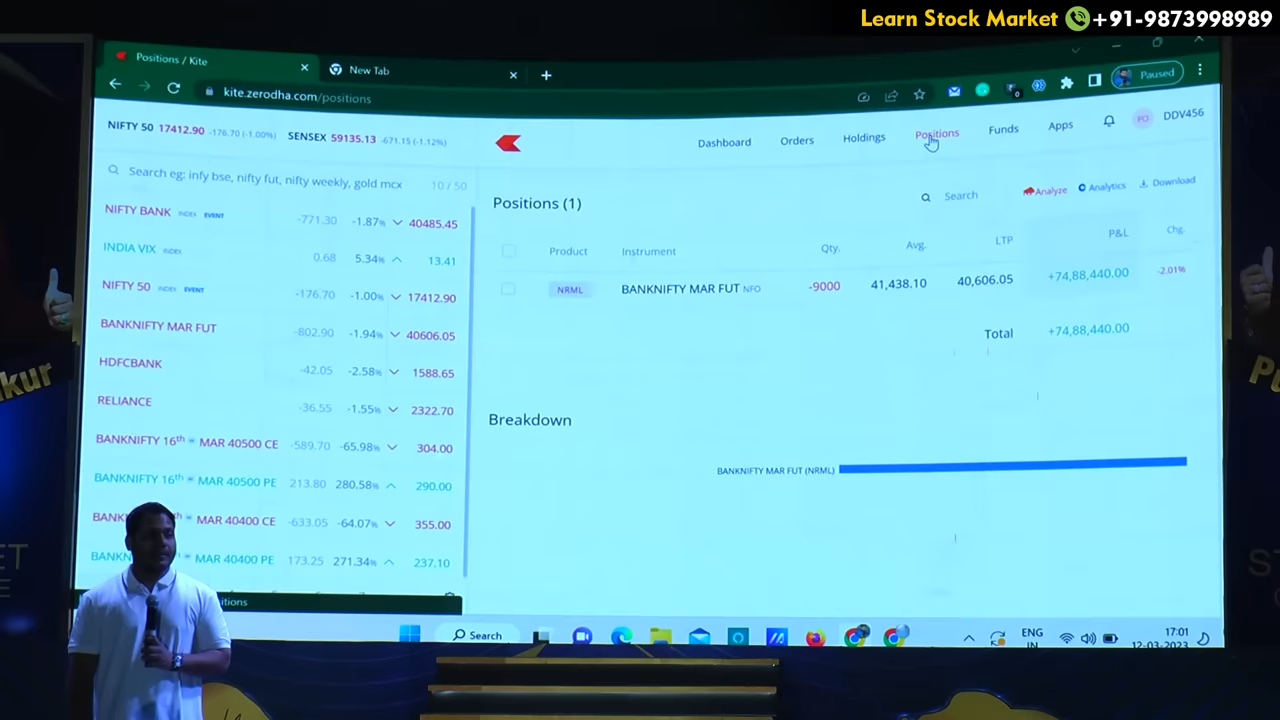 Learn Stock Market +91-9873998989
Positions / Kite
New Tab
kite.zerodha.com/positions
Paused
NIFTY 50 17412.90 -176.70 (-1.00%) SENSEX 59135.13 -671.15 (-1.12%)
Dashboard Orders Holdings Positions Funds Apps DDV456
Search eg: infy bse, nifty fut, nifty weekly, gold mcx 10 / 50
NIFTY BANK INDEX EVENT -771.30 -1.87% 40485.45
INDIA VIX INDEX 0.68 5.34% 13.41
NIFTY 50 INDEX EVENT -176.70 -1.00% 17412.90
BANKNIFTY MAR FUT -802.90 -1.94% 40606.05
HDFCBANK -42.05 -2.58% 1588.65
RELIANCE -36.55 -1.55% 2322.70
BANKNIFTY 16th MAR 40500 CE -589.70 -65.98% 304.00
BANKNIFTY 16th MAR 40500 PE 213.80 280.58% 290.00
BANK th MAR 40400 CE -633.05 -64.07% 355.00
BANKN th MAR 40400 PE 173.25 271.34% 237.10
itions
Positions (1)
Search Analyze Analytics Download
Product Instrument Qty. Avg. LTP P&L Chg.
NRML BANKNIFTY MAR FUT NFO -9000 41,438.10 40,606.05 +74,88,440.00 -2.01%
Total +74,88,440.00
Breakdown
BANKNIFTY MAR FUT (NRML)
Search
ENG
IN
17:01
12-03-2023
kur
P
ET
E
S